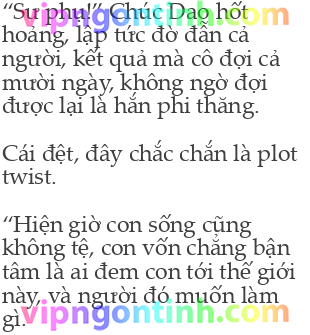 “Sư phụ!” Chúc Dao hốt
hoảng, lập tức đờ đẫn cả
người, kết quả mà cô đợi cả
mười ngày, không ngờ đợi
được lại là hắn phi thăng.
Cái đệt, đây chắc chắn là plot
twist.
“Hiện giờ con sống cũng
không tệ, con vốn chẳng bận
tâm là ai đem con tới thế giới
này, và người đó muốn làm
gì.
vipngontinh.com
vipngontinh.com